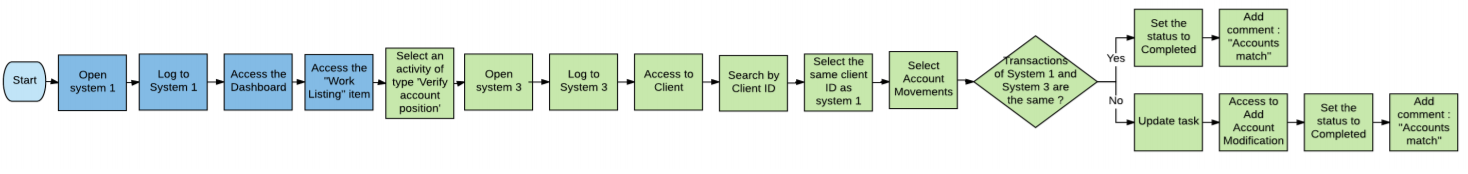 Start
Open
system 1
Log to
System 1
Access the
Dashboard
Access the
"Work
Listing" item
Select an
activity of
type 'Verify
account
position'
Open
system 3
Log to
System 3
Access to
Client
Search by
Client ID
Select the
same client
ID as
system 1
Select
Account
Movements
Transactions
of System 1 and
System 3 are
the same ?
Yes
Set the
status to
Completed
Add
comment :
"Accounts
match"
No
Update task
Access to
Add
Account
Modification
Set the
status to
Completed
Add
comment :
"Accounts
match"